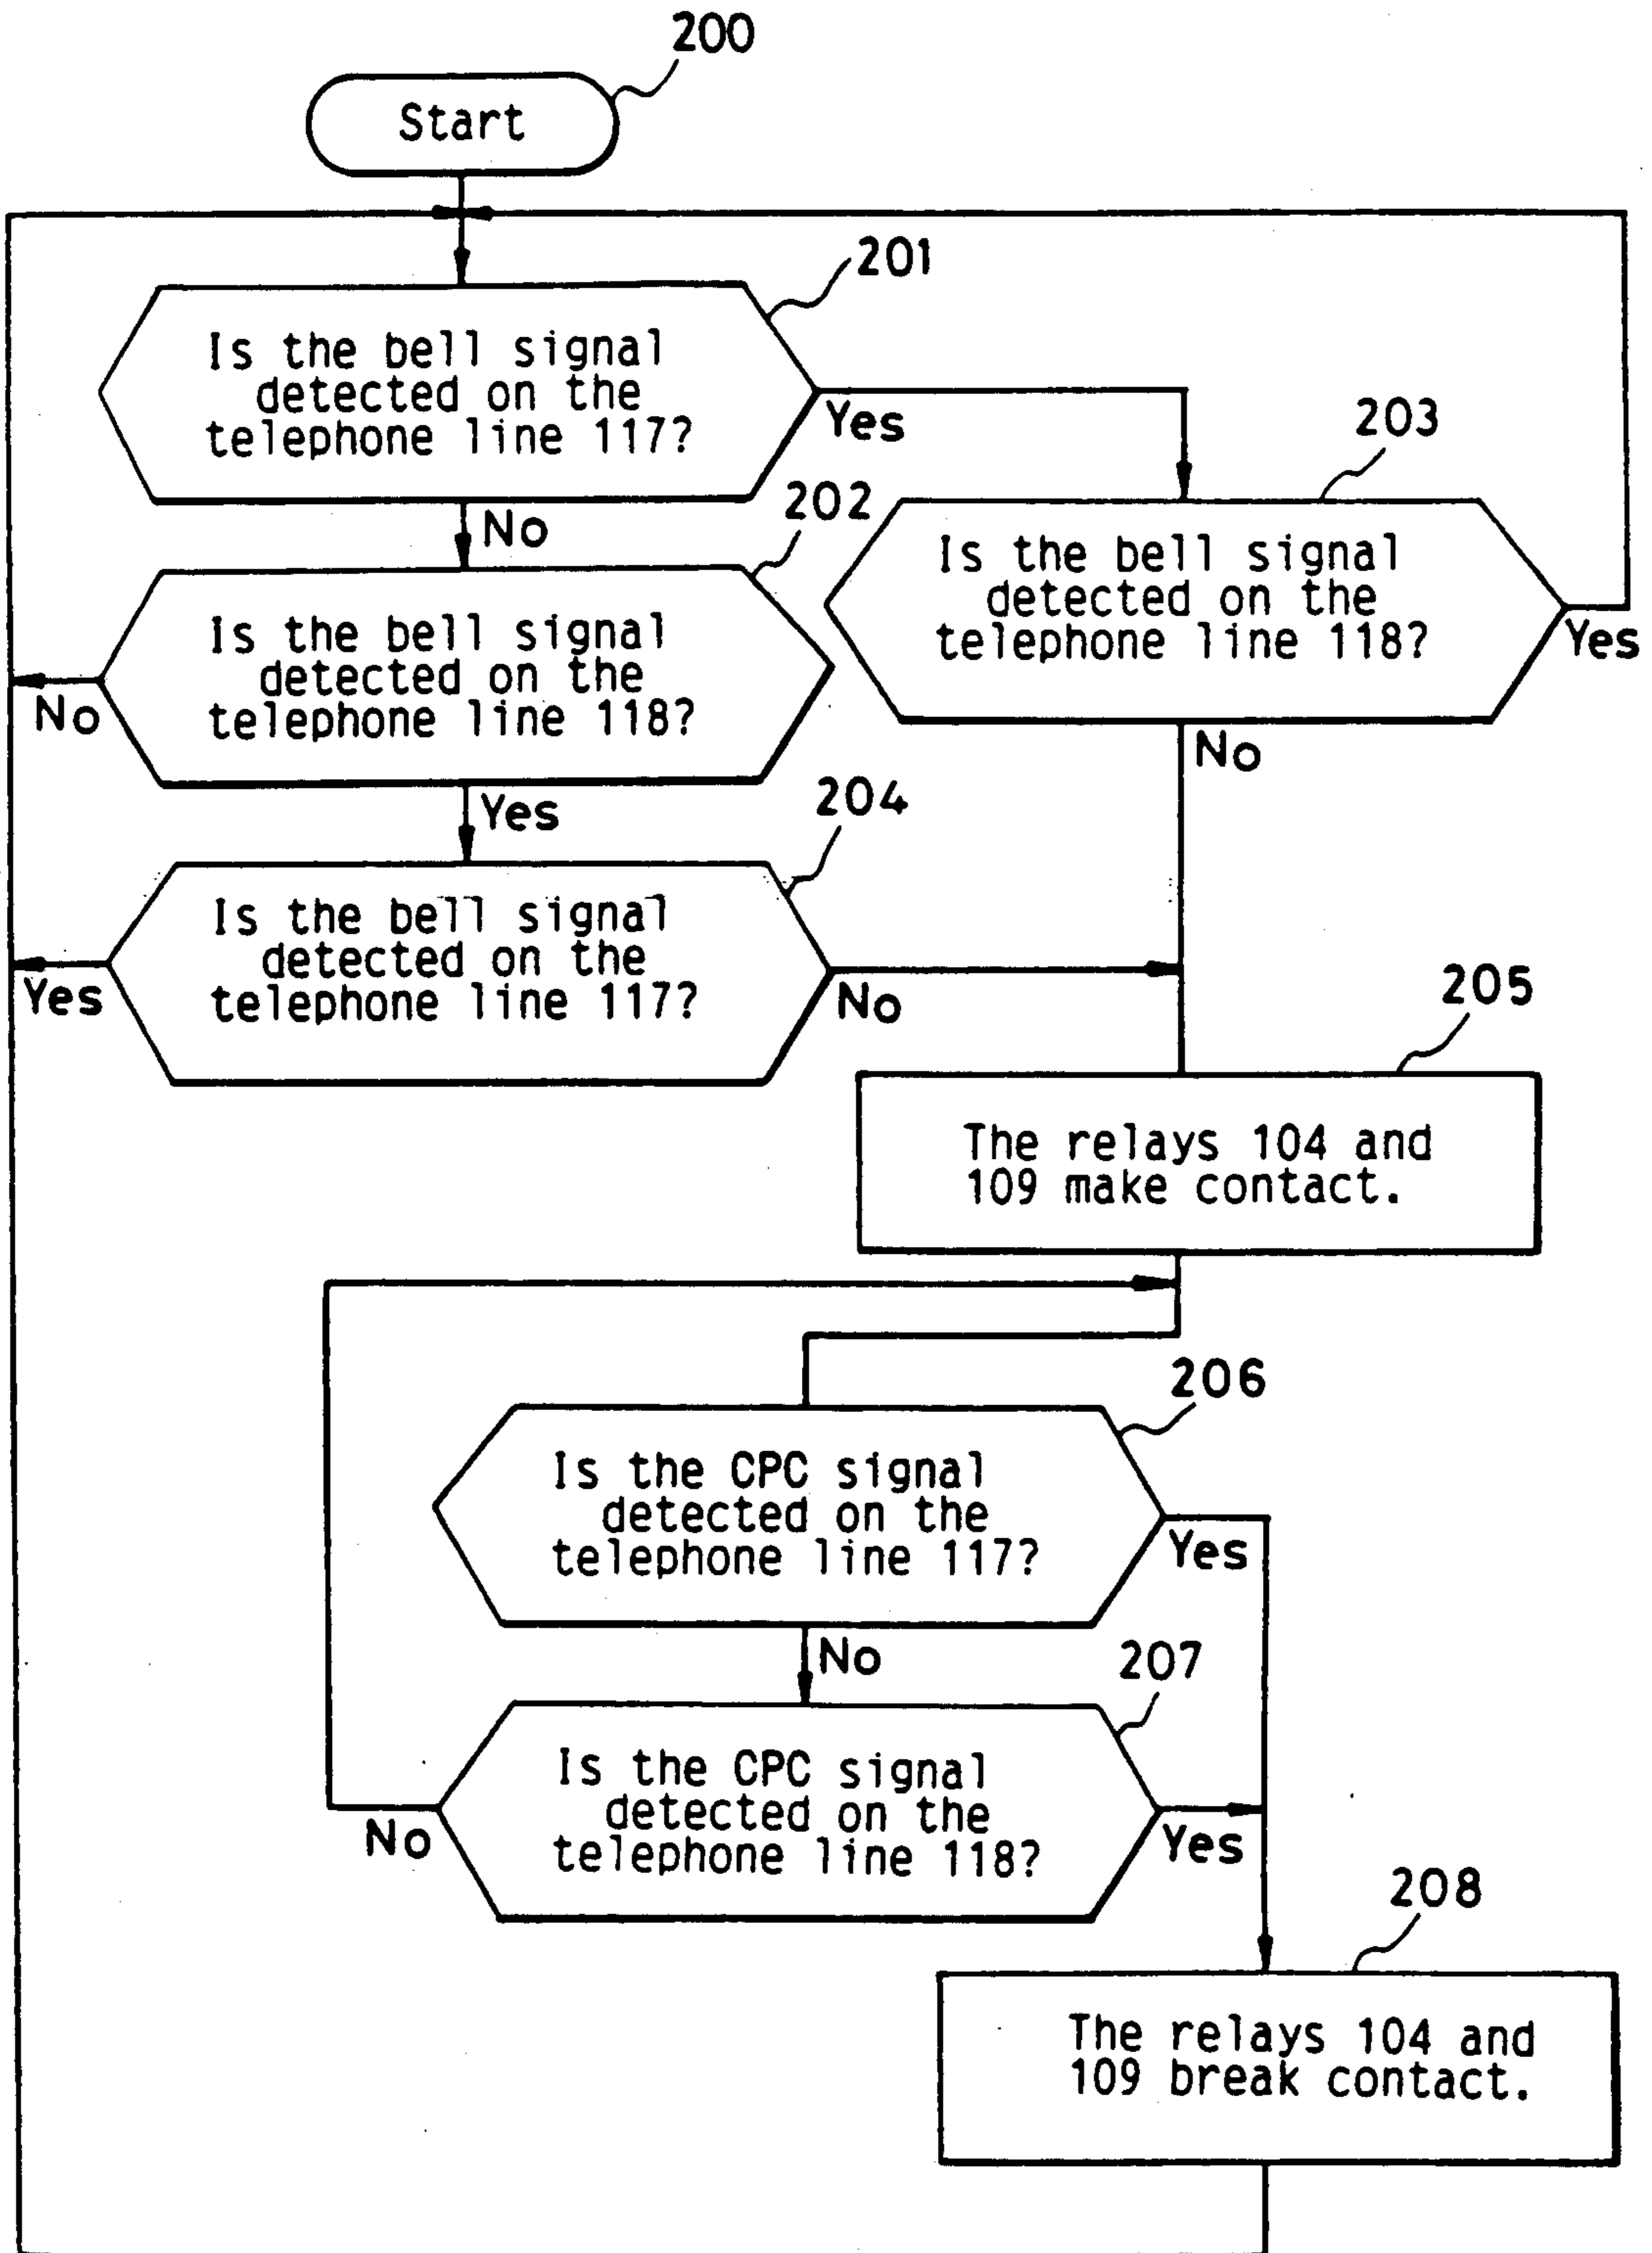 200
Start
201
Is the bell signal
detected on the
telephone line 117?
Yes
No
203
Is the bell signal
detected on the
telephone line 118?
Yes
No
202
Is the bell signal
detected on the
telephone line 118?
No
Yes
204
Is the bell signal
detected on the
telephone line 117?
Yes
No
205
The relays 104 and
109 make contact.
206
Is the CPC signal
detected on the
telephone line 117?
Yes
No
207
Is the CPC signal
detected on the
telephone line 118?
No
Yes
208
The relays 104 and
109 break contact.